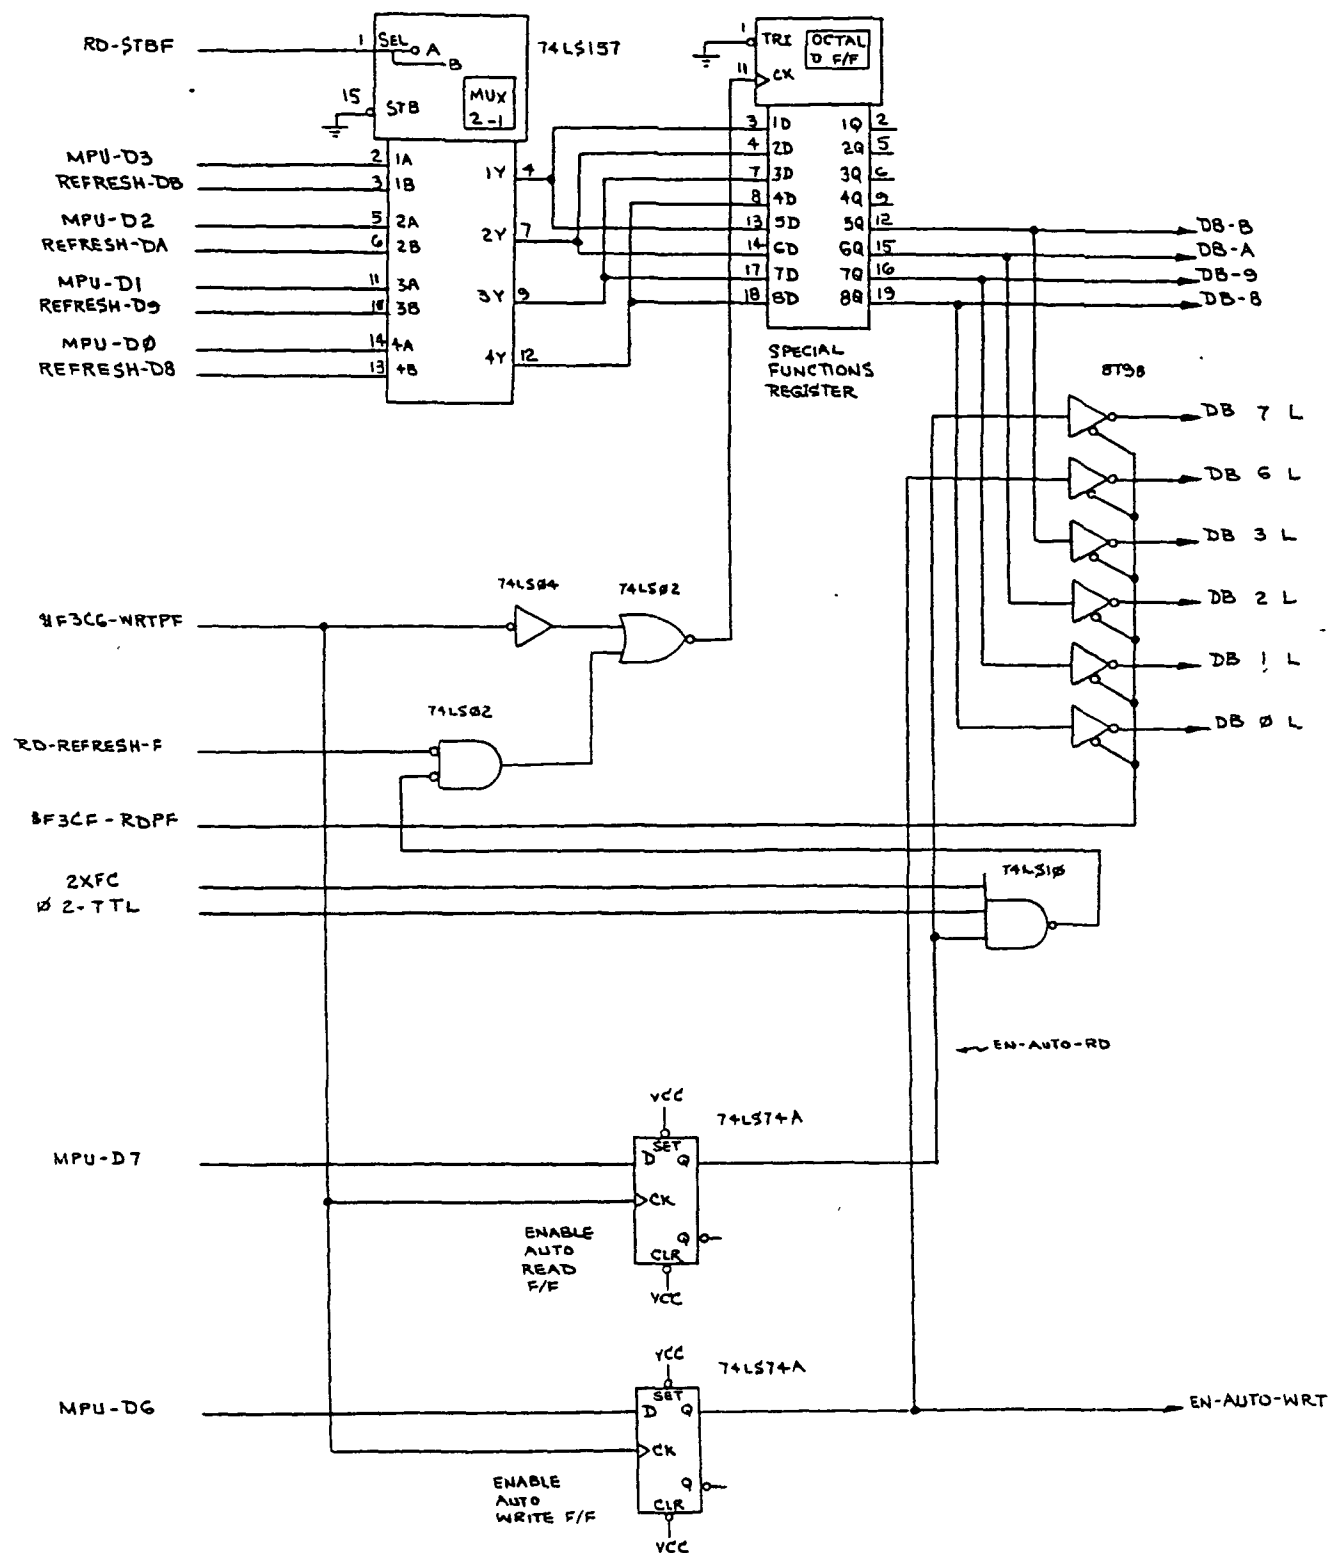 RD-STBF
1
SEL
A
B
74LS157
15
STB
MUX
2-1
1
TRI
OCTAL
D F/F
11
CK
MPU-D3
2 1A
REFRESH-DB
3 1B
1Y 4
MPU-D2
5 2A
REFRESH-DA
6 2B
2Y 7
MPU-D1
11 3A
REFRESH-D9
10 3B
3Y 9
MPU-DØ
14 4A
REFRESH-D8
13 4B
4Y 12
3 1D 1Q 2
4 2D 2Q 5
7 3D 3Q 6
8 4D 4Q 9
13 5D 5Q 12
14 6D 6Q 15
17 7D 7Q 16
18 8D 8Q 19
DB-B
DB-A
DB-9
DB-8
SPECIAL
FUNCTIONS
REGISTER
8T98
DB 7 L
DB 6 L
DB 3 L
DB 2 L
DB 1 L
DB Ø L
74LSØ4
74LSØ2
-WRTPF
74LSØ2
RD-REFRESH-F
-RDPF
2XFC
Ø 2-TTL
74LS1Ø
EN-AUTO-RD
VCC
74LS74A
MPU-D7
SET
D Q
CK
Q
CLR
VCC
ENABLE
AUTO
READ
F/F
VCC
74LS74A
MPU-D6
SET
D Q
CK
Q
CLR
VCC
EN-AUTO-WRT
ENABLE
AUTO
WRITE F/F